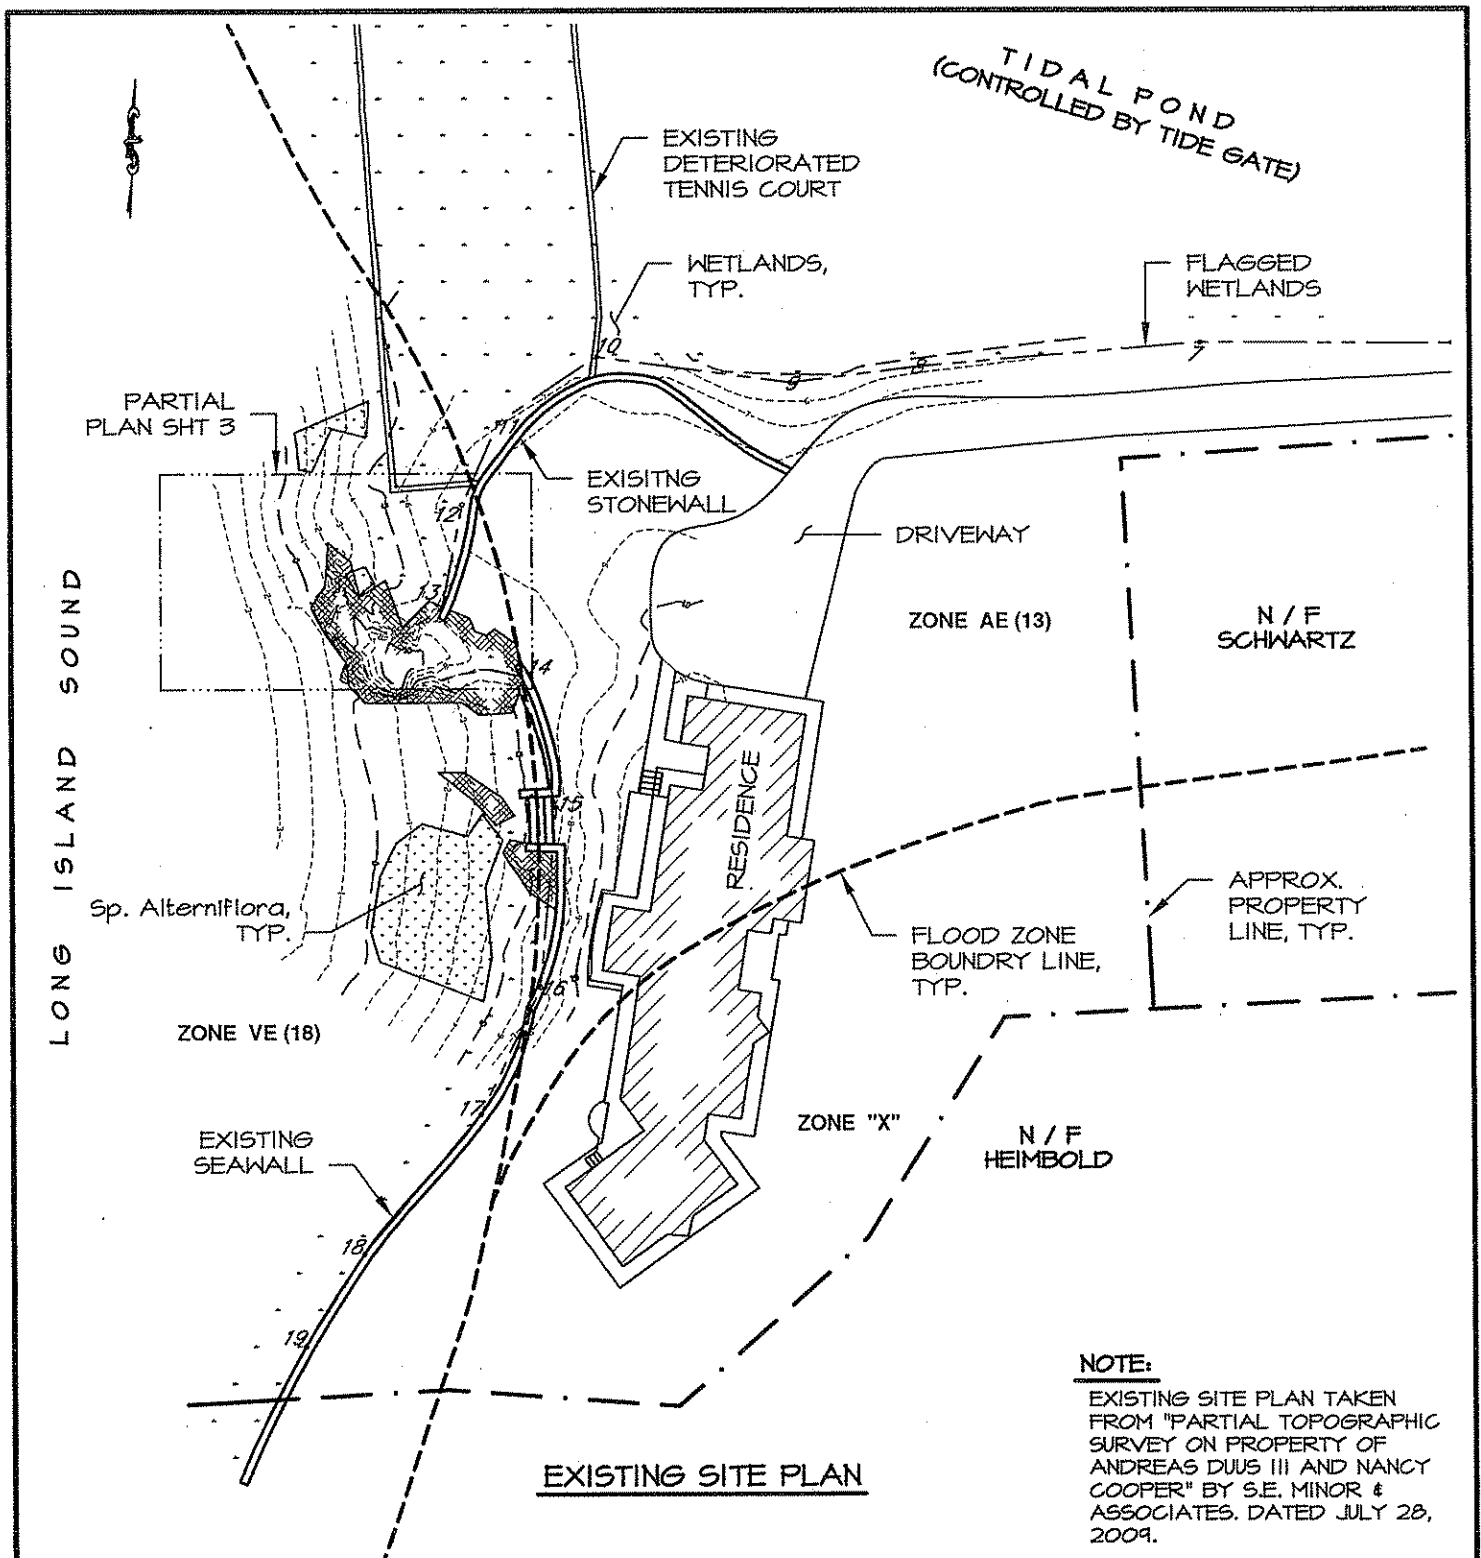 TIDAL POND
(CONTROLLED BY TIDE GATE)
EXISTING
DETERIORATED
TENNIS COURT
WETLANDS,
TYP.
FLAGGED
WETLANDS
10
9
8
7
PARTIAL
PLAN SHT 3
11
EXISITNG
STONEWALL
12
DRIVEWAY
13
ZONE AE (13)
N / F
SCHWARTZ
LONG ISLAND SOUND
14
RESIDENCE
15
Sp. Alterniflora,
TYP.
APPROX.
PROPERTY
LINE, TYP.
FLOOD ZONE
BOUNDRY LINE,
TYP.
16
ZONE VE (18)
17
ZONE "X"
N / F
HEIMBOLD
EXISTING
SEAWALL
18
19
NOTE:
EXISTING SITE PLAN TAKEN
FROM "PARTIAL TOPOGRAPHIC
SURVEY ON PROPERTY OF
ANDREAS DUUS III AND NANCY
COOPER" BY S.E. MINOR &
ASSOCIATES. DATED JULY 28,
2009.
EXISTING SITE PLAN